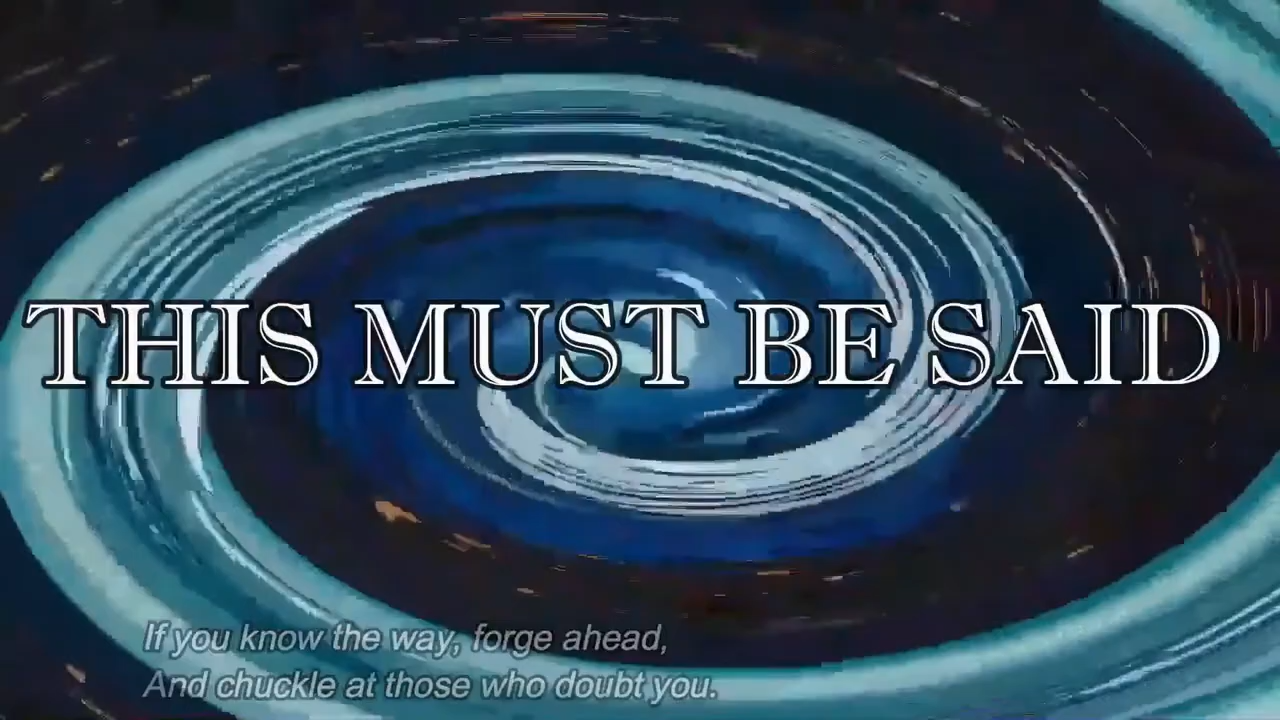 THIS MUST BE SAID
If you know the way, forge ahead,
And chuckle at those who doubt you.